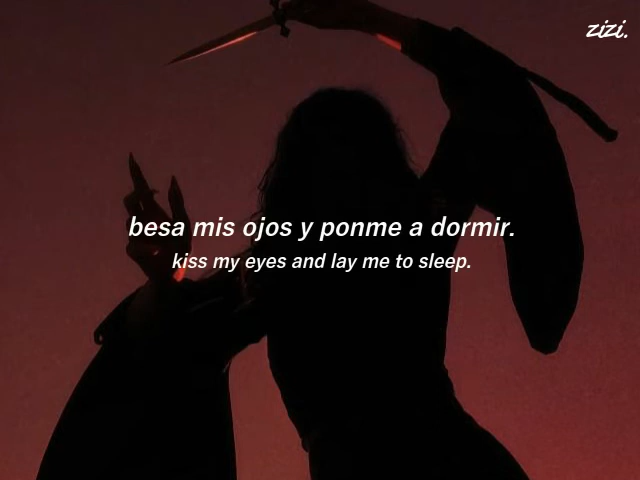 zizi.
besa mis ojos y ponme a dormir.
kiss my eyes and lay me to sleep.